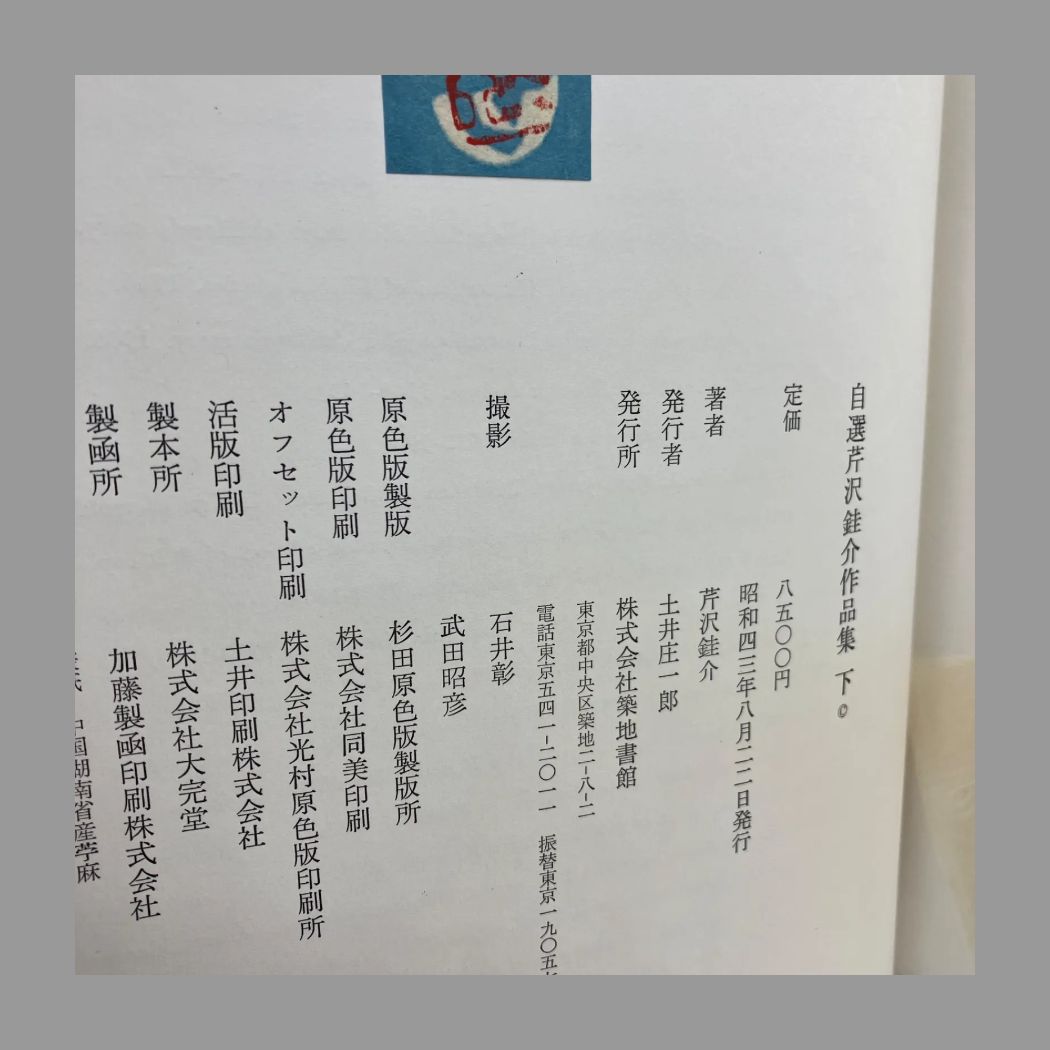 自選芹沢銈介作品集 下 ©
定価 八五〇〇円
昭和四三年八月二二日発行
著者 芹沢銈介
発行者 土井庄一郎
発行所 株式会社築地書館
東京都中央区築地二-八-二
電話東京五四一-二〇一一 振替東京一九〇五
撮影 石井彰
武田昭彦
原色版製版 杉田原色版製版所
原色版印刷 株式会社同美印刷
オフセット印刷 株式会社光村原色版印刷所
活版印刷 土井印刷株式会社
製本所 株式会社大完堂
製函所 加藤製函印刷株式会社
中国湖南省産苧麻